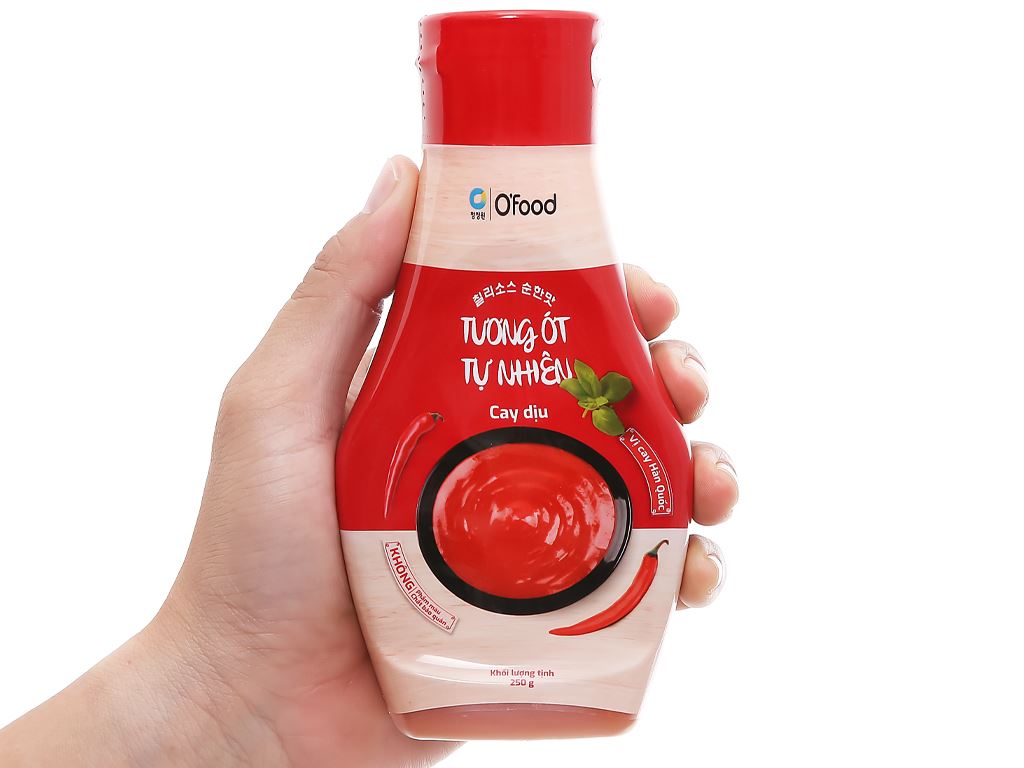 청정원
O'food
칠리소스 순한맛
TƯƠNG ỚT
TỰ NHIÊN
Cay dịu
Vị cay Hàn Quốc
KHÔNG
Phẩm màu
Chất bảo quản
Khối lượng tịnh
250 g